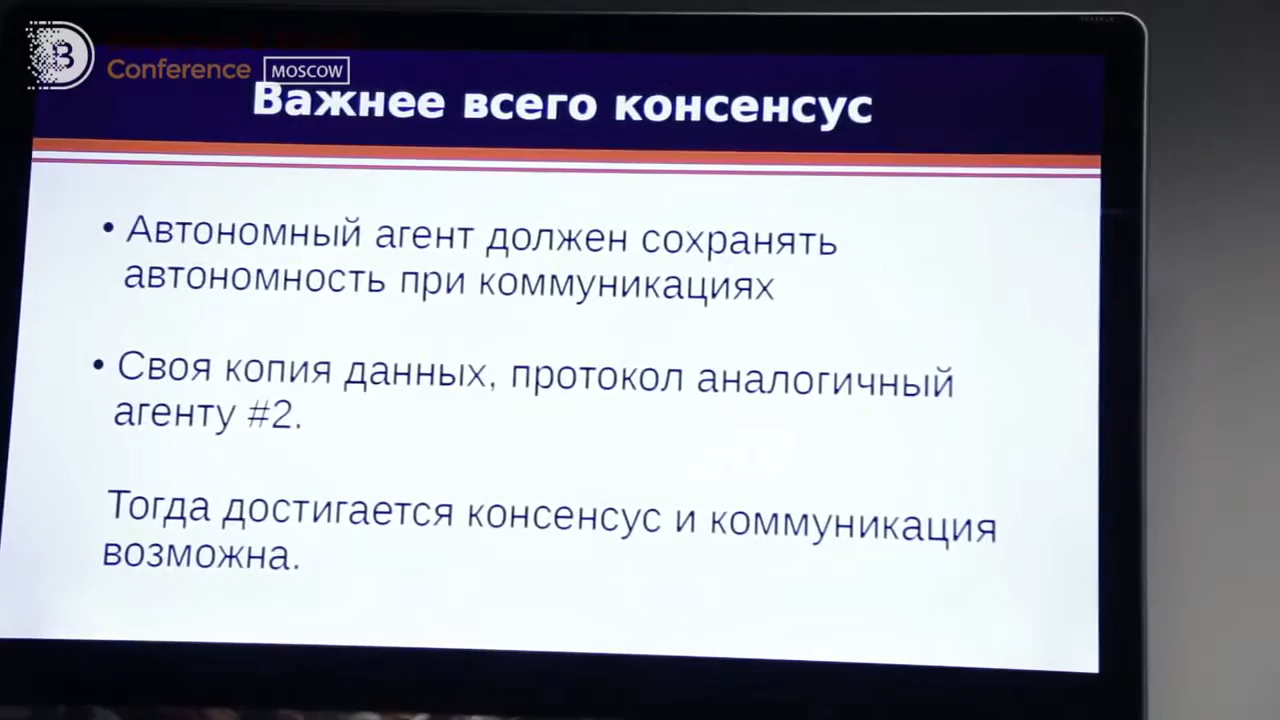 Conference MOSCOW
Важнее всего консенсус
• Автономный агент должен сохранять
автономность при коммуникациях
• Своя копия данных, протокол аналогичный
агенту #2.
Тогда достигается консенсус и коммуникация
возможна.